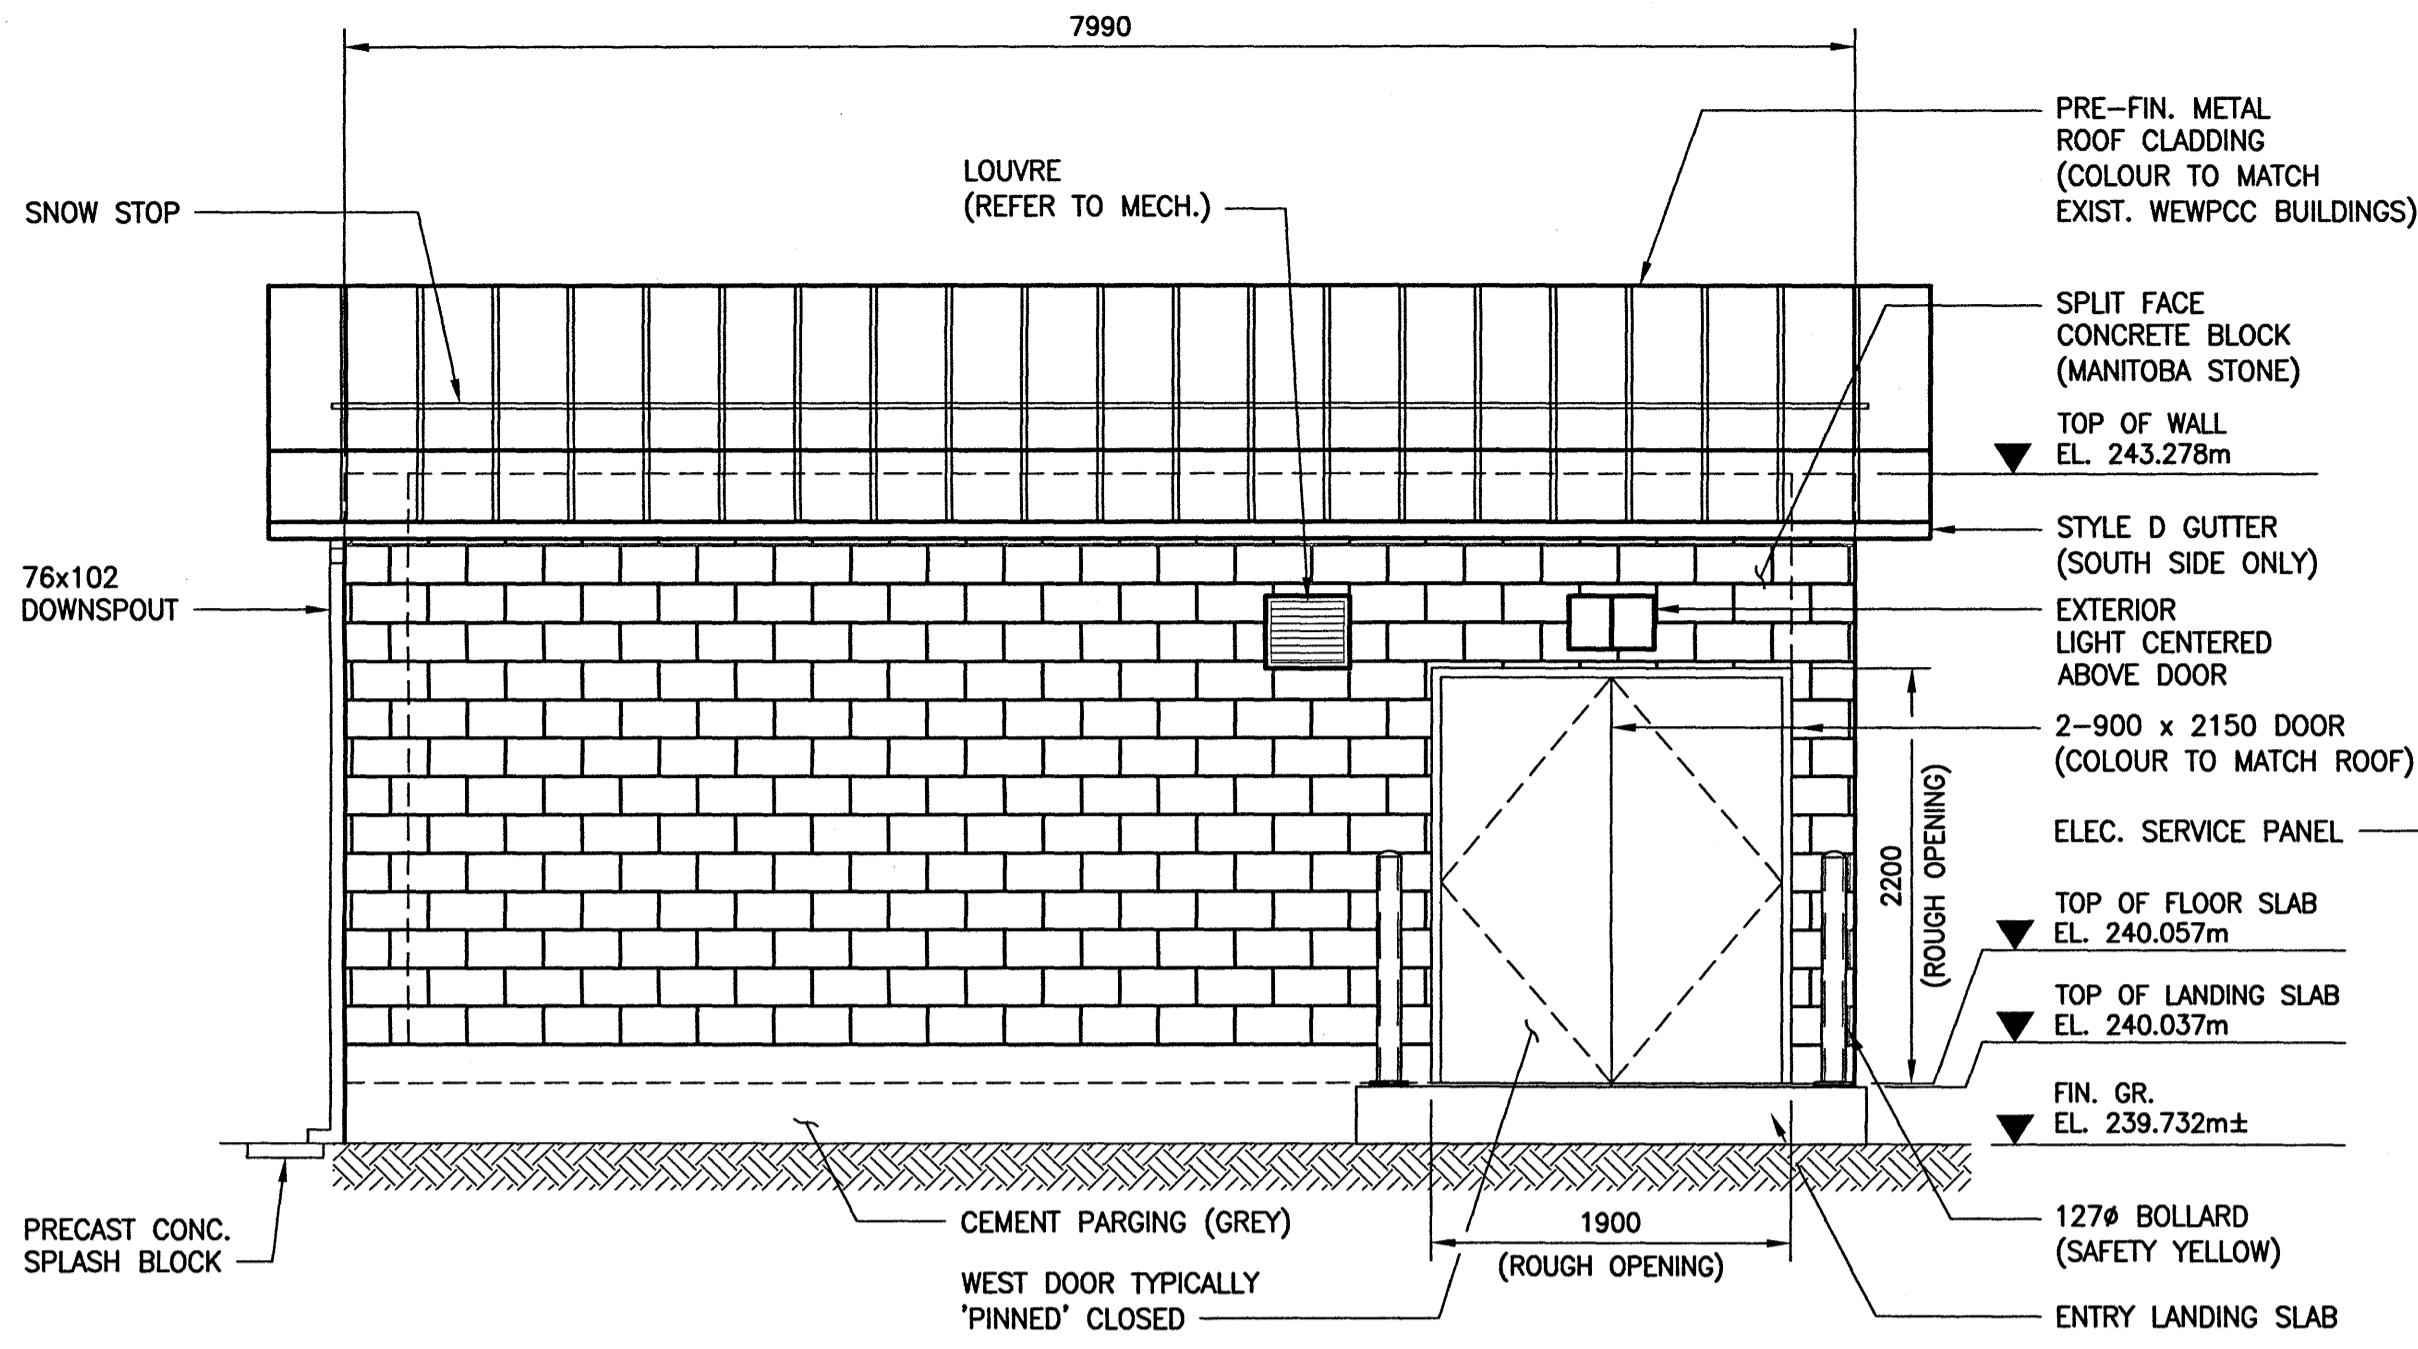 7990
PRE-FIN. METAL
ROOF CLADDING
(COLOUR TO MATCH
EXIST. WEWPCC BUILDINGS)
LOUVRE
(REFER TO MECH.)
SNOW STOP
SPLIT FACE
CONCRETE BLOCK
(MANITOBA STONE)
TOP OF WALL
EL. 243.278m
STYLE D GUTTER
(SOUTH SIDE ONLY)
76x102
DOWNSPOUT
EXTERIOR
LIGHT CENTERED
ABOVE DOOR
2-900 x 2150 DOOR
(COLOUR TO MATCH ROOF)
2200
(ROUGH OPENING)
ELEC. SERVICE PANEL
TOP OF FLOOR SLAB
EL. 240.057m
TOP OF LANDING SLAB
EL. 240.037m
FIN. GR.
EL. 239.732m±
PRECAST CONC.
SPLASH BLOCK
CEMENT PARGING (GREY)
1900
(ROUGH OPENING)
127ø BOLLARD
(SAFETY YELLOW)
WEST DOOR TYPICALLY
'PINNED' CLOSED
ENTRY LANDING SLAB